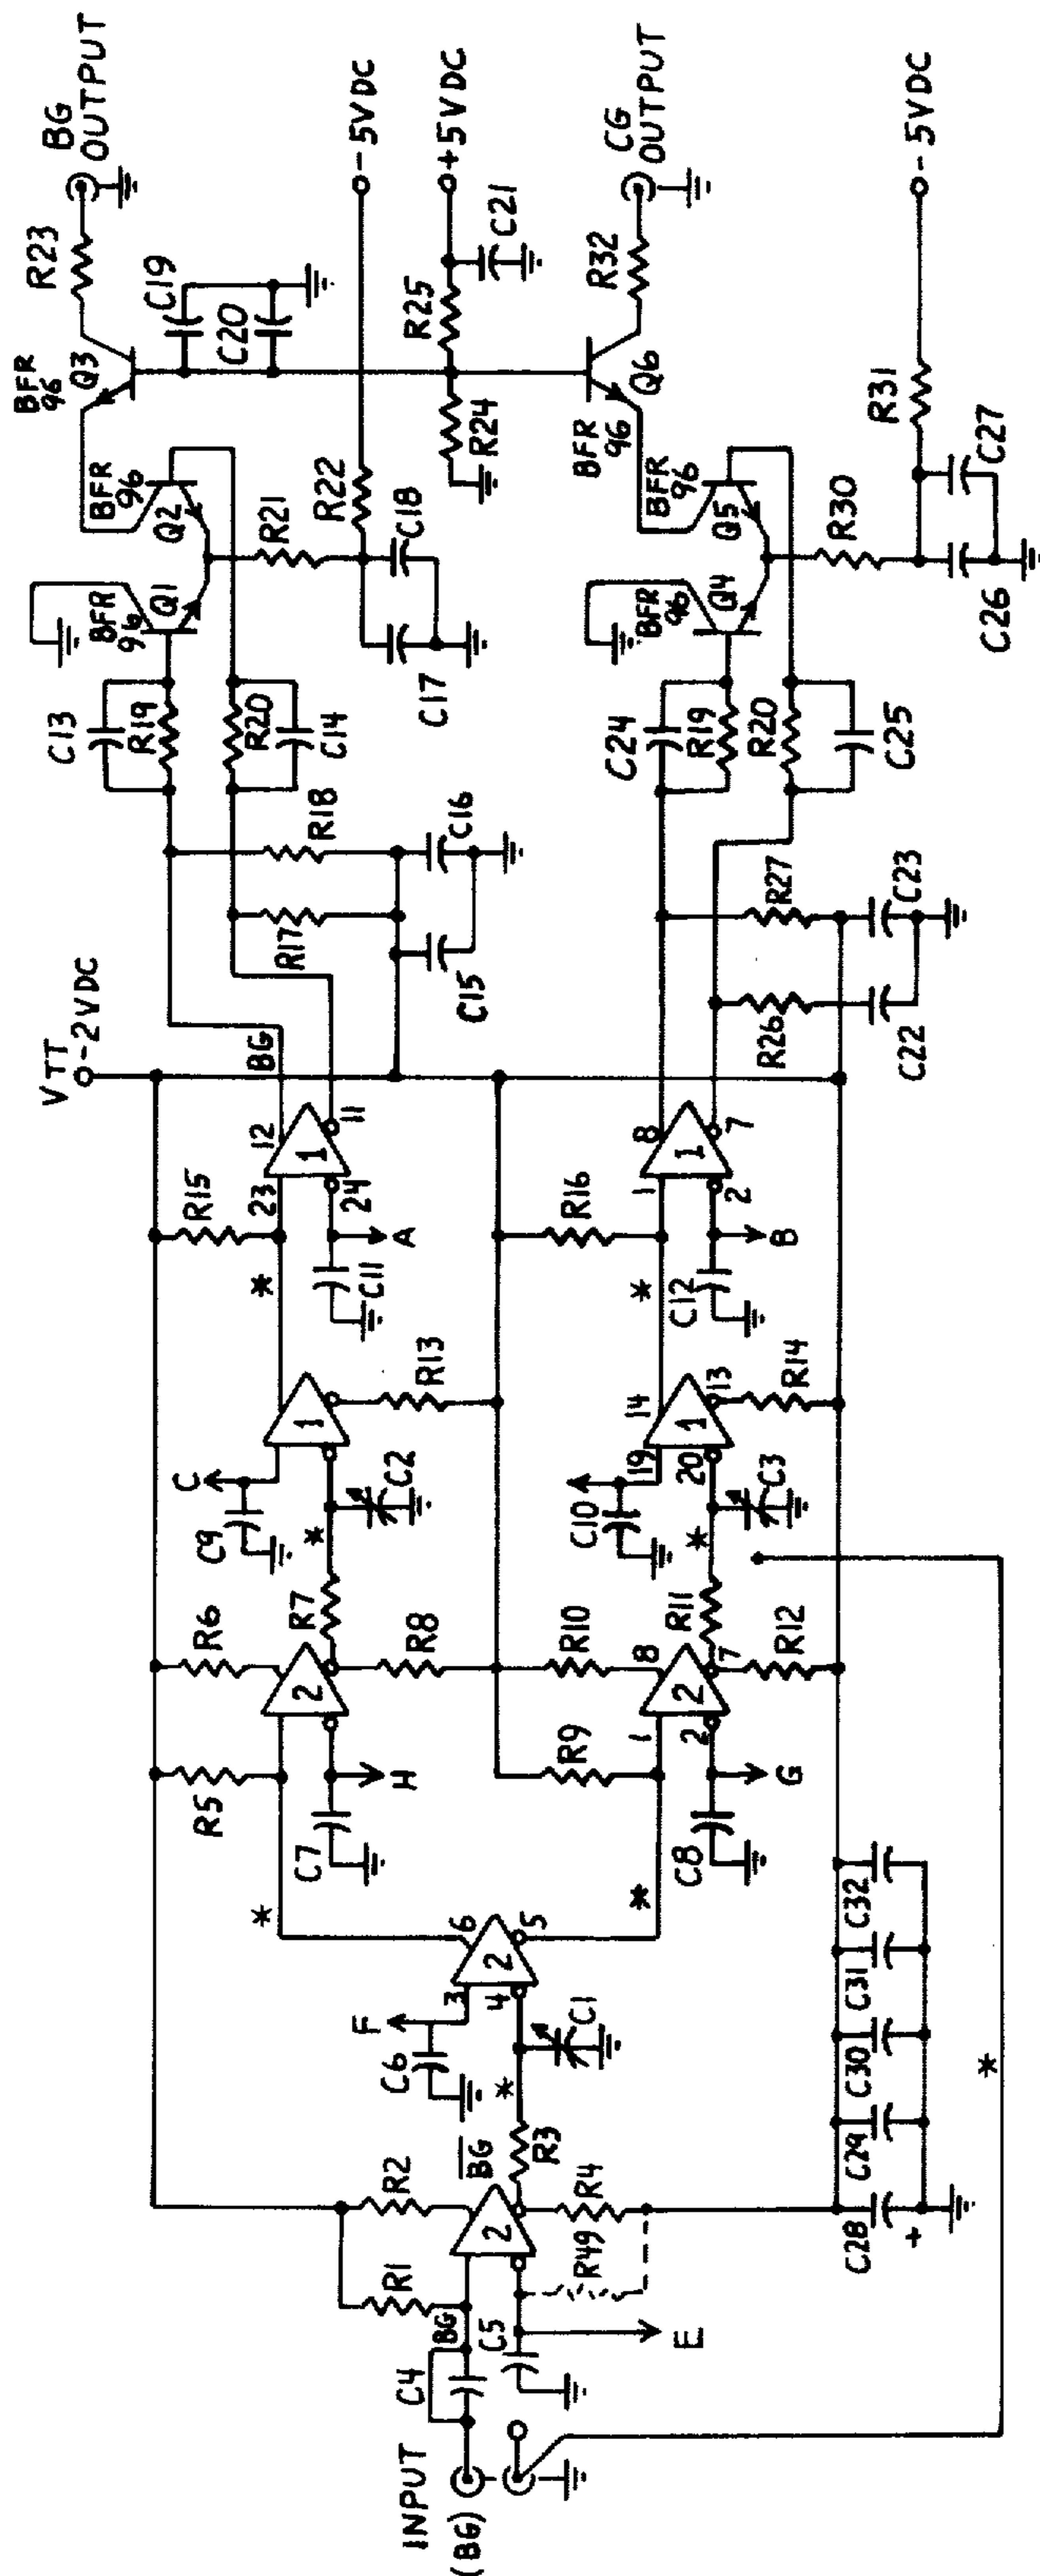 INPUT
(BG)
C4
BG
R1
R2
C5
E
2
BG
R49
R4
R3
*
C1
C6
F
3
4
2
6
5
*
*
C28
+
C29
C30
C31
C32
*
R5
R6
C7
H
2
R7
R8
*
C2
C9
C
1
R13
*
R9
R10
1
2
C8
G
2
8
7
R11
R12
*
C3
C10
19
20
1
14
13
R14
*
R15
23
24
1
12
11
C11
A
BG
VTT
-2VDC
R16
1
2
1
8
7
C12
B
R17
R18
C15
C16
R26
R27
C22
C23
C13
R19
R20
C14
BFR
96
Q1
BFR
96
Q2
BFR
96
Q3
R23
BG
OUTPUT
C19
C20
R21
R22
C17
C18
-5VDC
R24
R25
+5VDC
C21
C24
R19
R20
C25
BFR
96
Q4
BFR
96
Q5
BFR
96
Q6
R32
CG
OUTPUT
R30
R31
C26
C27
-5VDC